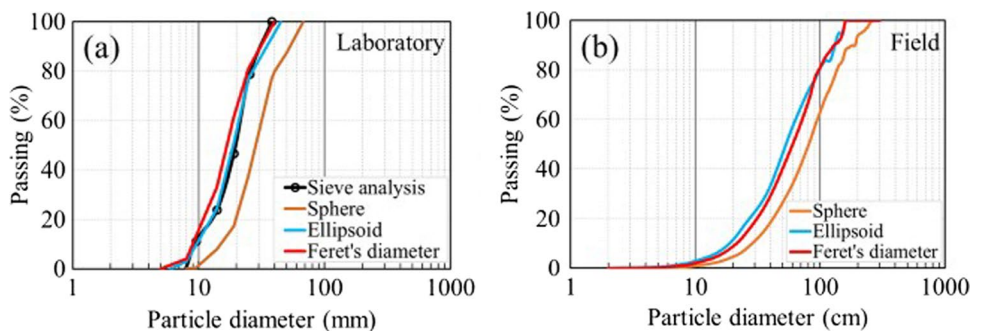 (a)
Laboratory
Passing (%)
100
80
60
40
20
0
Sieve analysis
Sphere
Ellipsoid
Feret's diameter
1
10
100
1000
Particle diameter (mm)
(b)
Field
Passing (%)
100
80
60
40
20
0
Sphere
Ellipsoid
Feret's diameter
1
10
100
1000
Particle diameter (cm)